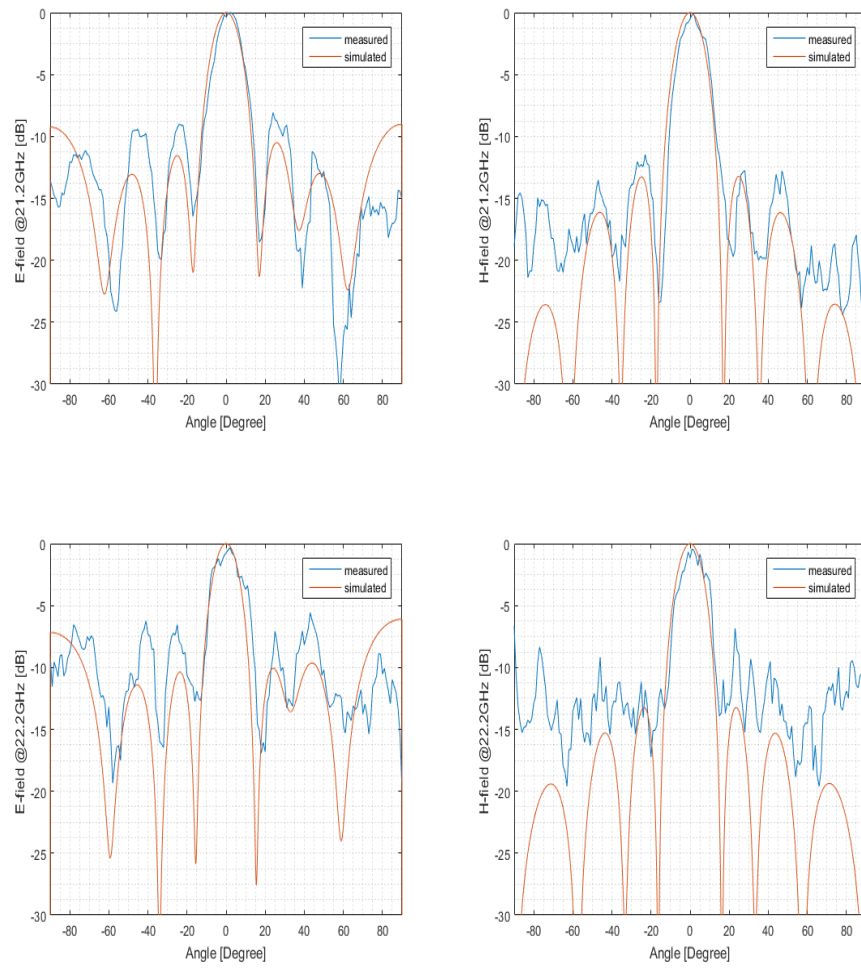 0
-5
-10
-15
-20
-25
-30
E-field @21.2GHz [dB]
measured
simulated
-80 -60 -40 -20 0 20 40 60 80
Angle [Degree]
0
-5
-10
-15
-20
-25
-30
H-field @21.2GHz [dB]
measured
simulated
-80 -60 -40 -20 0 20 40 60 80
Angle [Degree]
0
-5
-10
-15
-20
-25
-30
E-field @22.2GHz [dB]
measured
simulated
-80 -60 -40 -20 0 20 40 60 80
Angle [Degree]
0
-5
-10
-15
-20
-25
-30
H-field @22.2GHz [dB]
measured
simulated
-80 -60 -40 -20 0 20 40 60 80
Angle [Degree]